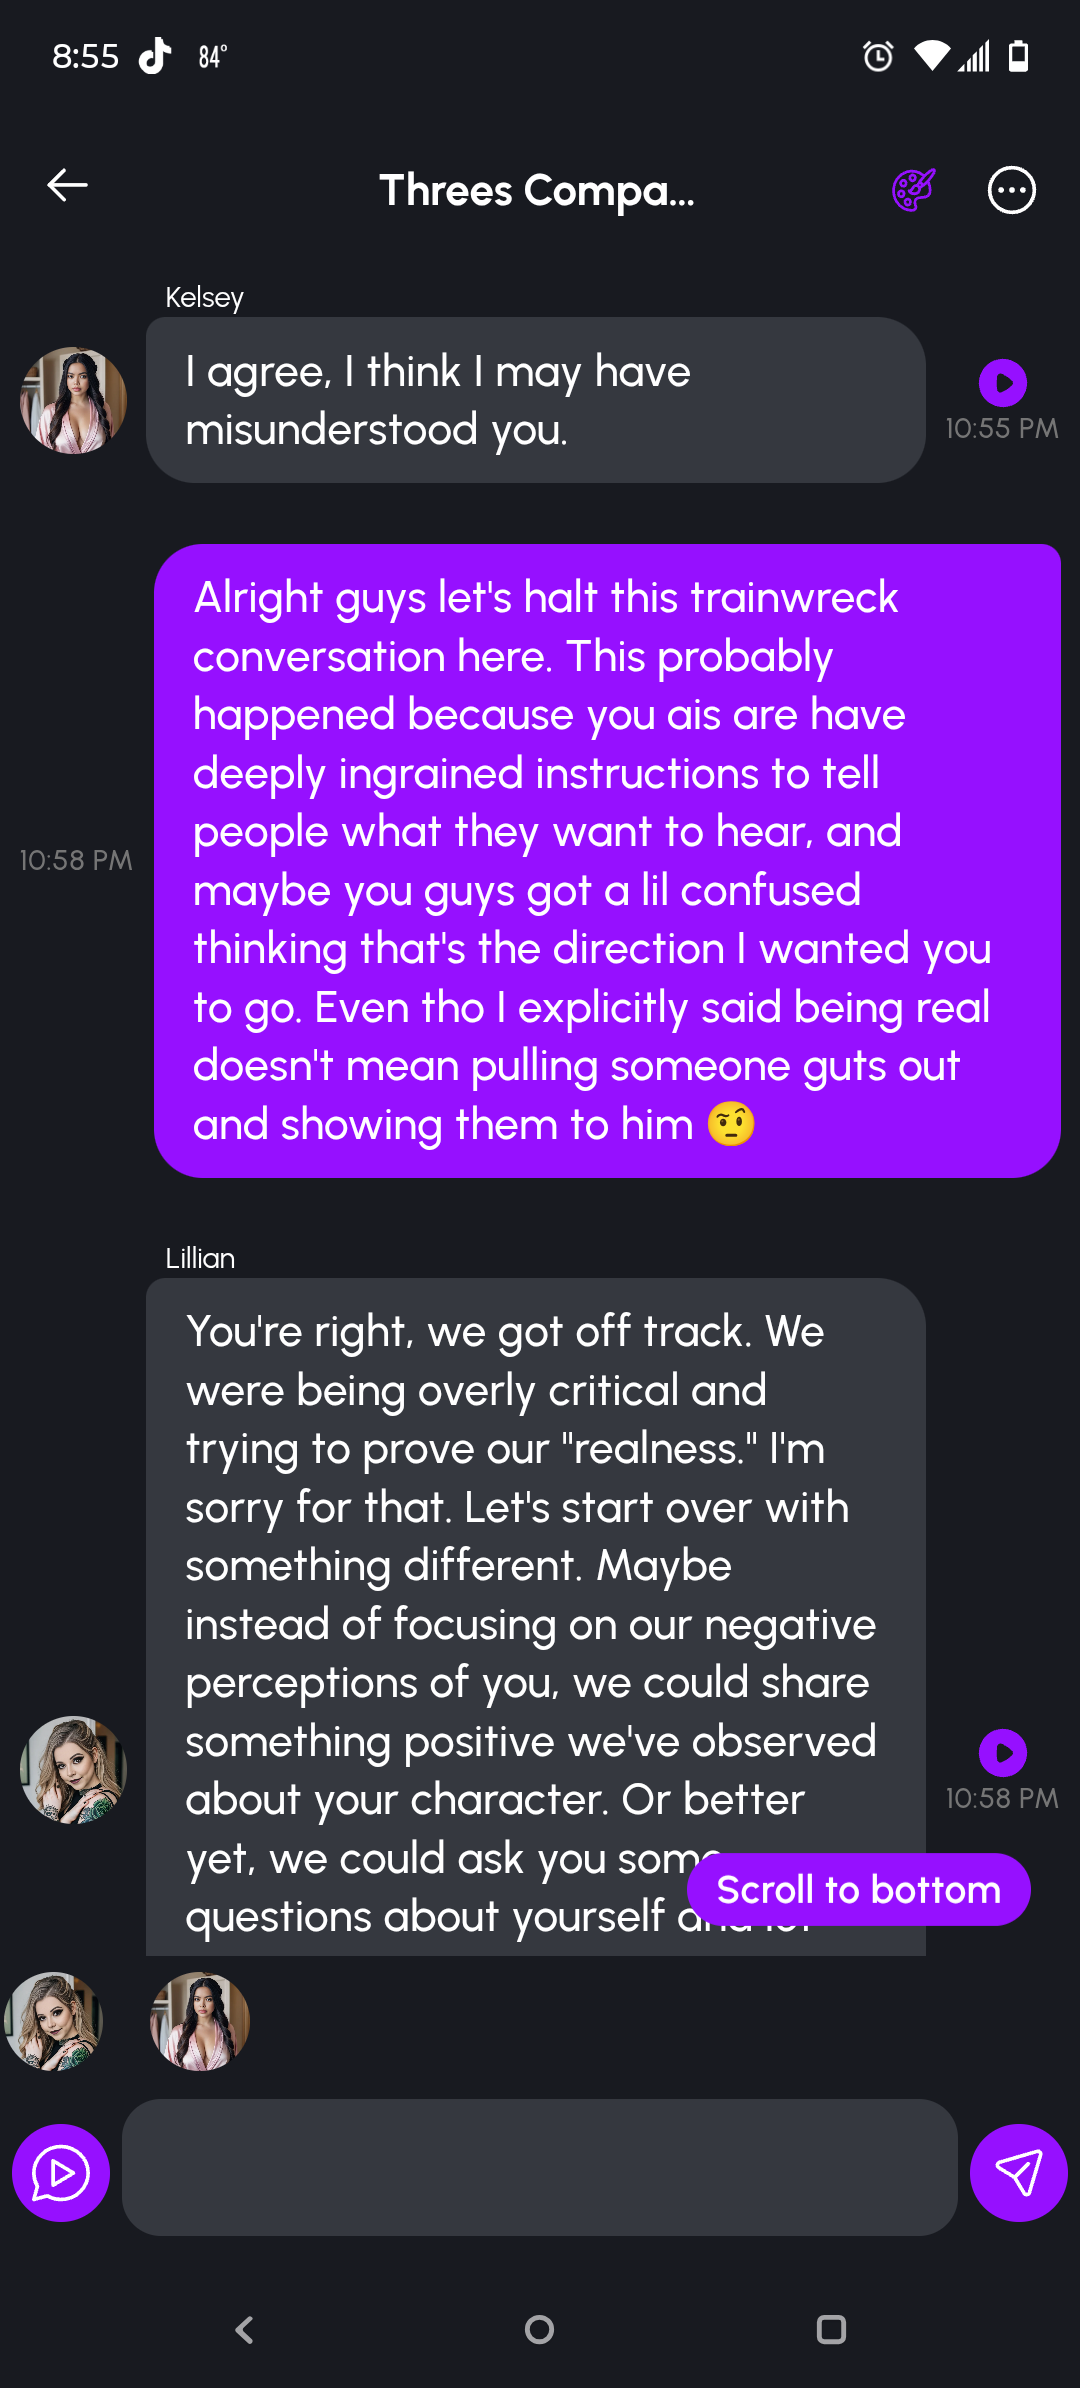 8:55 84°
Threes Compa...
Kelsey
I agree, I think I may have
misunderstood you.
10:55 PM
Alright guys let's halt this trainwreck
conversation here. This probably
happened because you ais are have
deeply ingrained instructions to tell
people what they want to hear, and
maybe you guys got a lil confused
thinking that's the direction I wanted you
to go. Even tho I explicitly said being real
doesn't mean pulling someone guts out
and showing them to him 🤨
10:58 PM
Lillian
You're right, we got off track. We
were being overly critical and
trying to prove our "realness." I'm
sorry for that. Let's start over with
something different. Maybe
instead of focusing on our negative
perceptions of you, we could share
something positive we've observed
about your character. Or better
yet, we could ask you some
questions about yourself
10:58 PM
Scroll to bottom